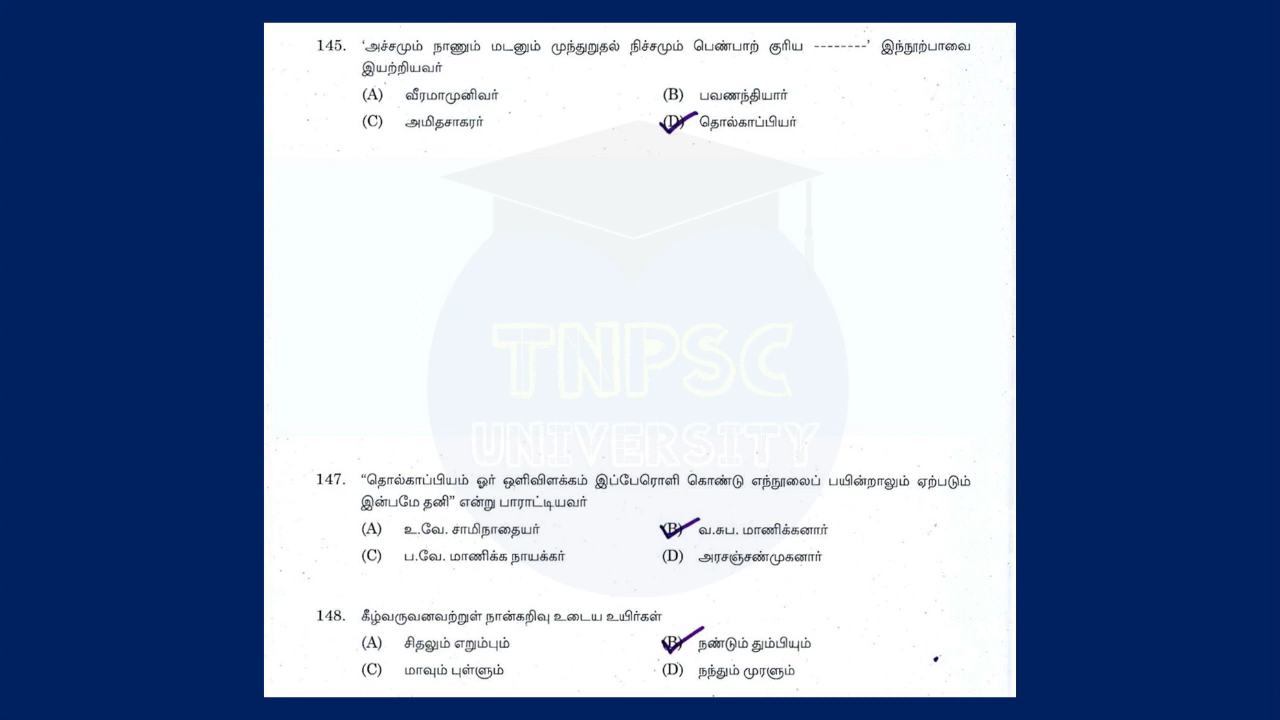 145. 'அச்சமும் நாணும் மடனும் முந்துறுதல் நிச்சமும் பெண்பாற் குரிய ---------' இந்நூற்பாவை
இயற்றியவர்
(A) வீரமாமுனிவர் (B) பவணந்தியார்
(C) அமிதசாகரர் (D) தொல்காப்பியர்
TNPSC
UNIVERSITY
147. "தொல்காப்பியம் ஓர் ஒளிவிளக்கம் இப்பேரொளி கொண்டு எந்நூலைப் பயின்றாலும் ஏற்படும்
இன்பமே தனி" என்று பாராட்டியவர்
(A) உ.வே. சாமிநாதையர் (B) வ.சுப. மாணிக்கனார்
(C) ப.வே. மாணிக்க நாயக்கர் (D) அரசஞ்சண்முகனார்
148. கீழ்வருவனவற்றுள் நான்கறிவு உடைய உயிர்கள்
(A) சிதலும் எறும்பும் (B) நண்டும் தும்பியும்
(C) மாவும் புள்ளும் (D) நந்தும் முரளும்